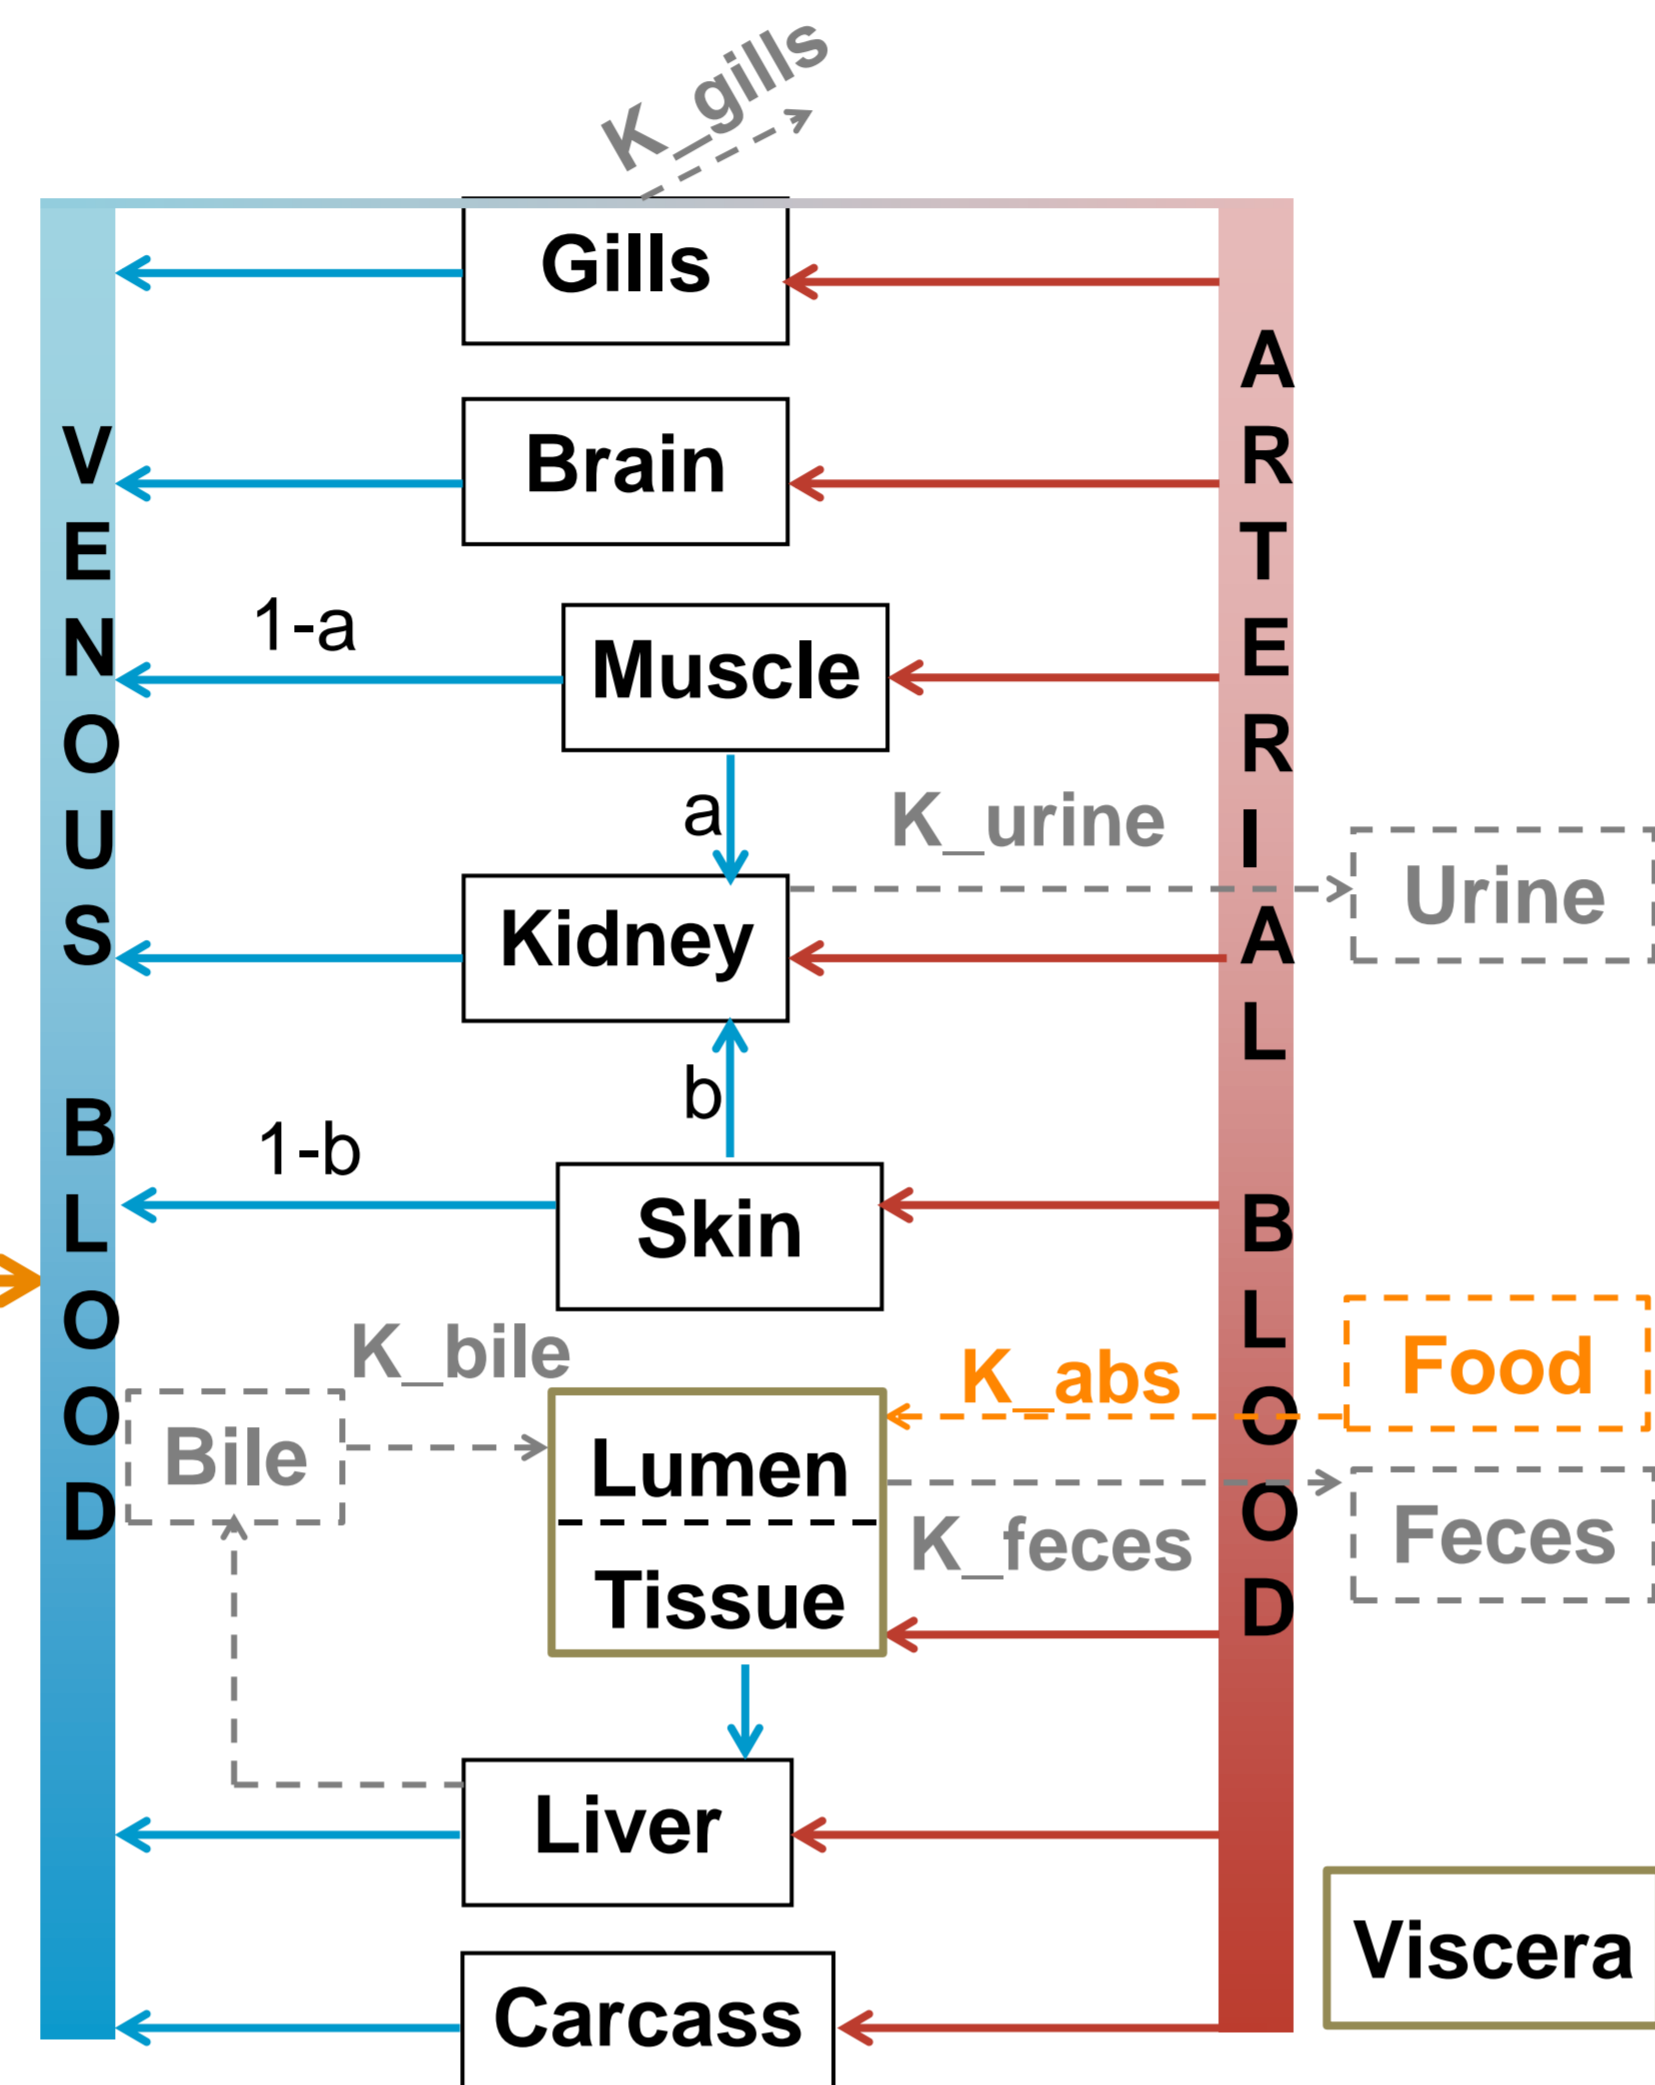 K_gills
Gills
Brain
1-a
Muscle
a
K_urine
Urine
Kidney
b
1-b
Skin
K_bile
K_abs
Food
Bile
Lumen
K_feces
Feces
Tissue
Liver
Viscera
Carcass
VENOUS BLOOD
ARTERIAL BLOOD